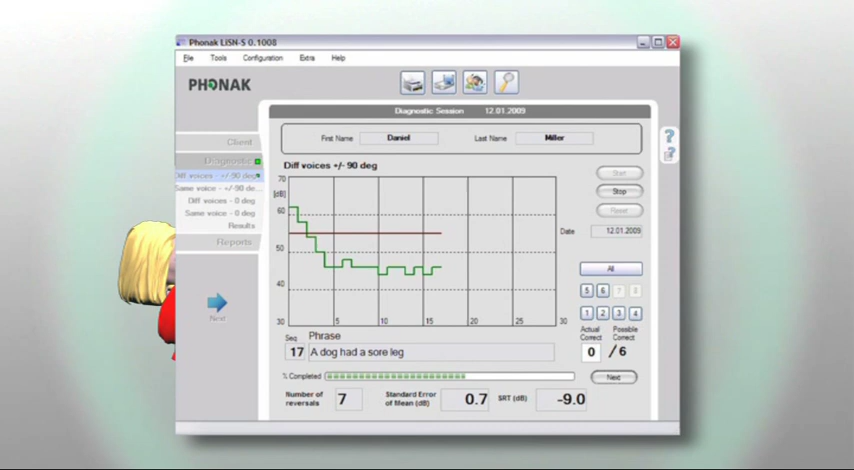 Phonak LiSN-S 0.1008
File Tools Configuration Extra Help
PHONAK
Diagnostic Session 12.01.2009
First Name Daniel Last Name Miller
Client
Diagnostic
Diff voices - +/-90 deg
Same voice - +/-90 de...
Diff voices - 0 deg
Same voice - 0 deg
Results
Reports
Next
Diff voices +/- 90 deg
70
[dB]
60
50
40
30
5 10 15 20 25 30
Start
Stop
Reset
Date 12.01.2009
All
5 6 7 8
1 2 3 4
Actual Correct
Possible Correct
0 / 6
Seq Phrase
17 A dog had a sore leg
% Completed
Next
Number of reversals 7
Standard Error of Mean (dB) 0.7
SRT (dB) -9.0